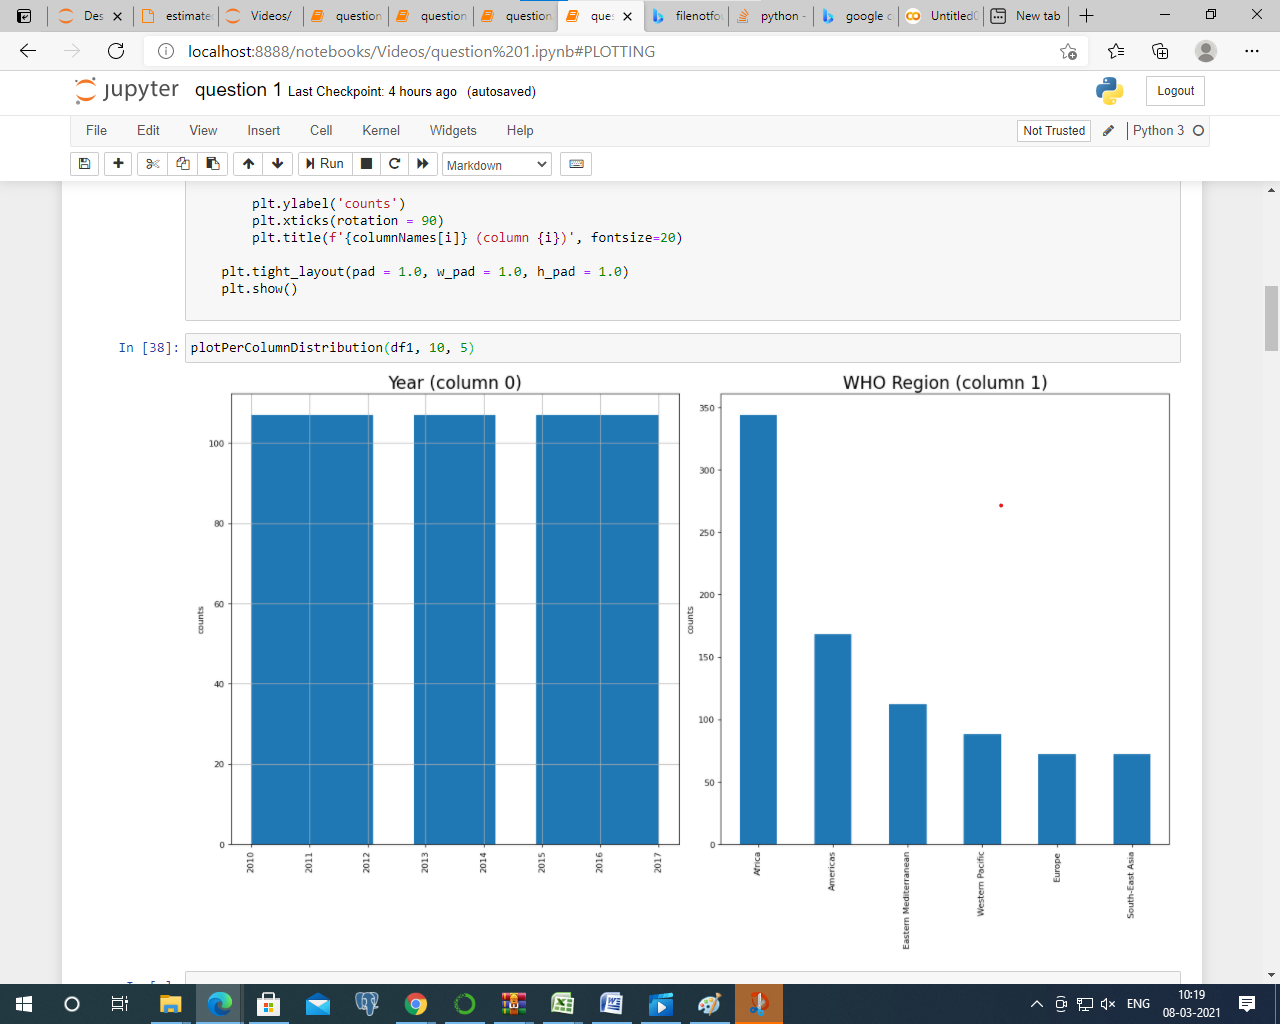 Des
estimate
Videos/
question
question
question.
ques
filenotfou
python -
google c
Untitled
New tab
localhost:8888/notebooks/Videos/question%201.ipynb#PLOTTING
jupyter question 1 Last Checkpoint: 4 hours ago (autosaved)
Logout
File Edit View Insert Cell Kernel Widgets Help
Not Trusted
Python 3
Run
Markdown
plt.ylabel('counts')
plt.xticks(rotation = 90)
plt.title(f'{columnNames[i]} (column {i})', fontsize=20)
plt.tight_layout(pad = 1.0, w_pad = 1.0, h_pad = 1.0)
plt.show()
In [38]: plotPerColumnDistribution(df1, 10, 5)
Year (column 0)
100
80
60
40
20
0
counts
2010 2011 2012 2013 2014 2015 2016 2017
WHO Region (column 1)
350
300
250
200
150
100
50
0
counts
Africa
Americas
Eastern Mediterranean
Western Pacific
Europe
South-East Asia
ENG
10:19
08-03-2021